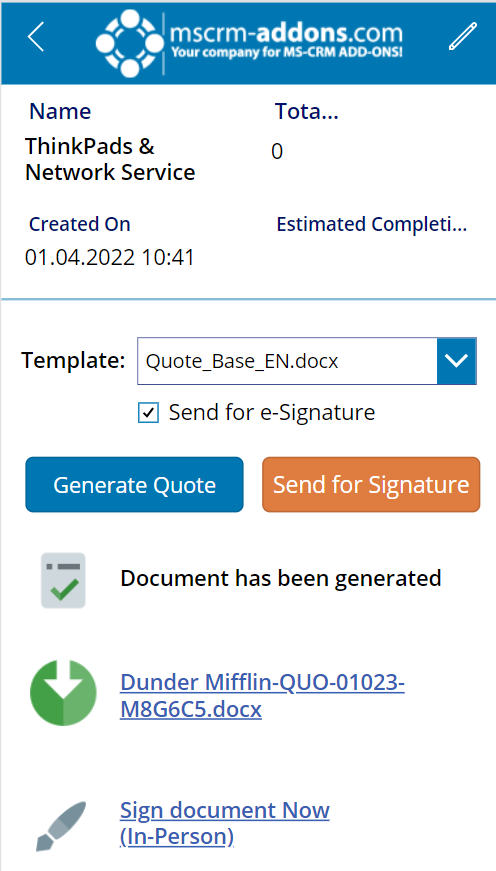 mscrm-addons.com
Your company for MS-CRM ADD-ONS!
Name
Tota...
ThinkPads &
Network Service
0
Created On
Estimated Completi...
01.04.2022 10:41
Template:
Quote_Base_EN.docx
Send for e-Signature
Generate Quote
Send for Signature
Document has been generated
Dunder Mifflin-QUO-01023-
M8G6C5.docx
Sign document Now
(In-Person)